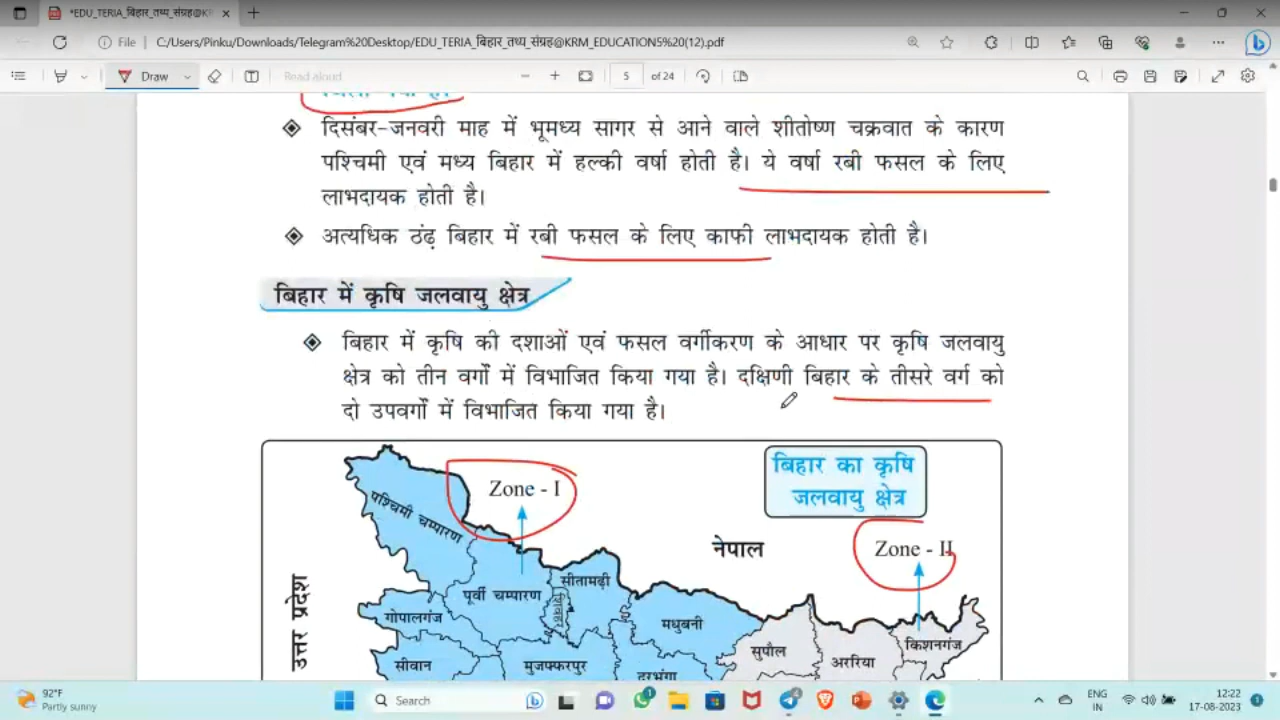 *EDU_TERIA_बिहार_तथ्य_संग्रह@KR
File C:/Users/Pinku/Downloads/Telegram%20Desktop/EDU_TERIA_बिहार_तथ्य_संग्रह@KRM_EDUCATION5%20(12).pdf
Draw Read aloud 5 of 24
दिसंबर-जनवरी माह में भूमध्य सागर से आने वाले शीतोष्ण चक्रवात के कारण
पश्चिमी एवं मध्य बिहार में हल्की वर्षा होती है। ये वर्षा रबी फसल के लिए
लाभदायक होती है।
अत्यधिक ठंढ़ बिहार में रबी फसल के लिए काफी लाभदायक होती है।
बिहार में कृषि जलवायु क्षेत्र
बिहार में कृषि की दशाओं एवं फसल वर्गीकरण के आधार पर कृषि जलवायु
क्षेत्र को तीन वर्गों में विभाजित किया गया है। दक्षिणी बिहार के तीसरे वर्ग को
दो उपवर्गों में विभाजित किया गया है।
बिहार का कृषि
जलवायु क्षेत्र
Zone - I
पश्चिमी चम्पारण
नेपाल
Zone - II
उत्तर प्रदेश
सीतामढ़ी
पूर्वी चम्पारण
शिवहर
गोपालगंज
मधुबनी
किशनगंज
सुपौल
अररिया
सीवान
मुजफ्फरपुर
दरभंगा
92°F
Partly sunny
Search
1
ENG
IN
12:22
17-08-2023